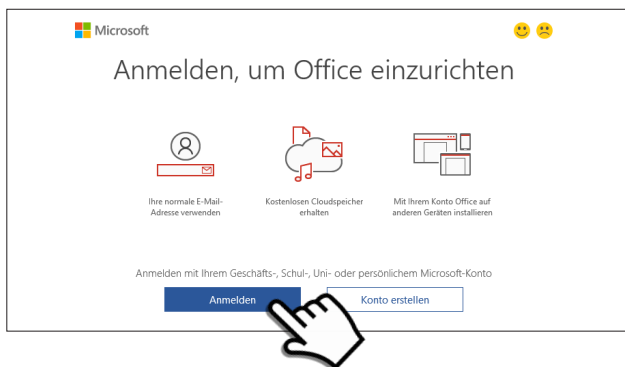 Microsoft
Anmelden, um Office einzurichten
Ihre normale E-Mail-
Adresse verwenden
Kostenlosen Cloudspeicher
erhalten
Mit Ihrem Konto Office auf
anderen Geräten installieren
Anmelden mit Ihrem Geschäfts-, Schul-, Uni- oder persönlichem Microsoft-Konto
Anmelden
Konto erstellen